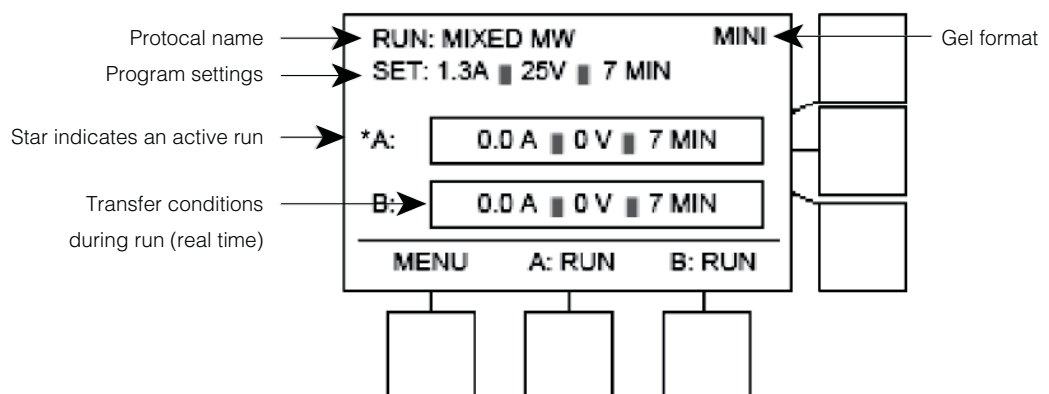 Protocal name
RUN: MIXED MW
MINI
Gel format
Program settings
SET: 1.3A 25V 7 MIN
Star indicates an active run
*A:
0.0 A 0 V 7 MIN
Transfer conditions
during run (real time)
B:
0.0 A 0 V 7 MIN
MENU
A: RUN
B: RUN